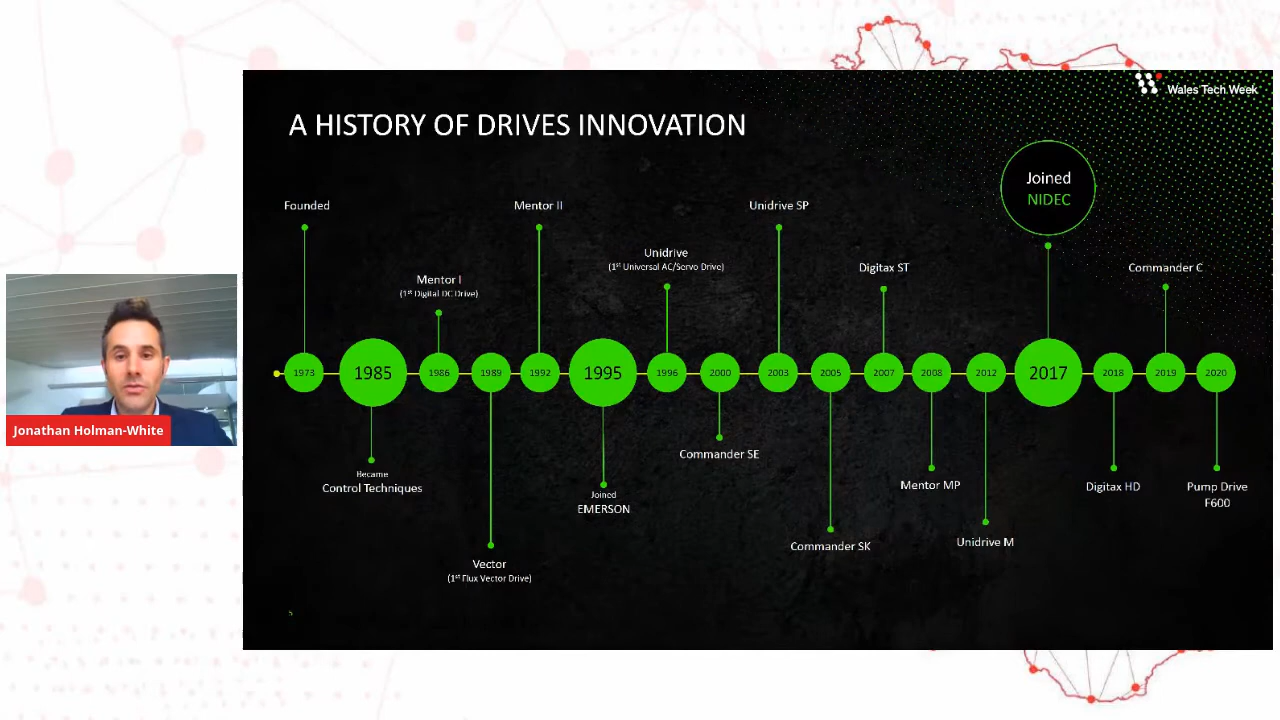 Wales Tech Week
A HISTORY OF DRIVES INNOVATION
Joined
NIDEC
Founded
Mentor II
Unidrive SP
Unidrive
(1st Universal AC/Servo Drive)
Digitax ST
Commander C
Mentor I
(1st Digital DC Drive)
1973
1985
1986
1989
1992
1995
1996
2000
2003
2005
2007
2008
2012
2017
2018
2019
2020
Jonathan Holman-White
Became
Control Techniques
Joined
EMERSON
Commander SE
Mentor MP
Digitax HD
Pump Drive
F600
Commander SK
Unidrive M
Vector
(1st Flux Vector Drive)
5